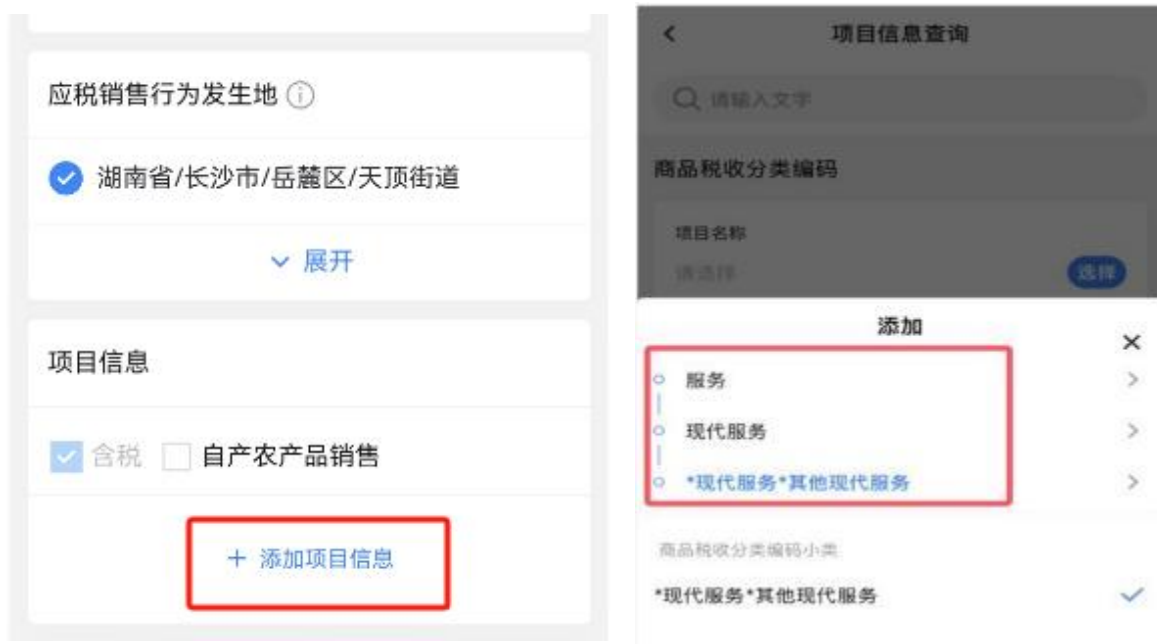 应税销售行为发生地
湖南省/长沙市/岳麓区/天顶街道
展开
项目信息
含税 自产农产品销售
+ 添加项目信息
项目信息查询
请输入文字
商品税收分类编码
项目名称
请选择
选择
添加
服务
现代服务
*现代服务*其他现代服务
商品税收分类编码小类
*现代服务*其他现代服务